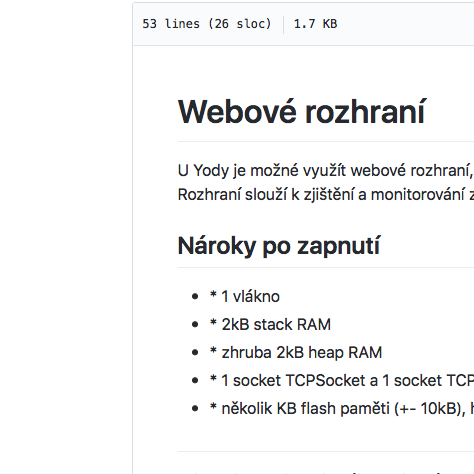 53 lines (26 sloc) 1.7 KB
Webové rozhraní
U Yody je možné využít webové rozhraní,
Rozhraní slouží k zjištění a monitorování
Nároky po zapnutí
* 1 vlákno
* 2kB stack RAM
* zhruba 2kB heap RAM
* 1 socket TCPSocket a 1 socket TCP
* několik KB flash paměti (+- 10kB),